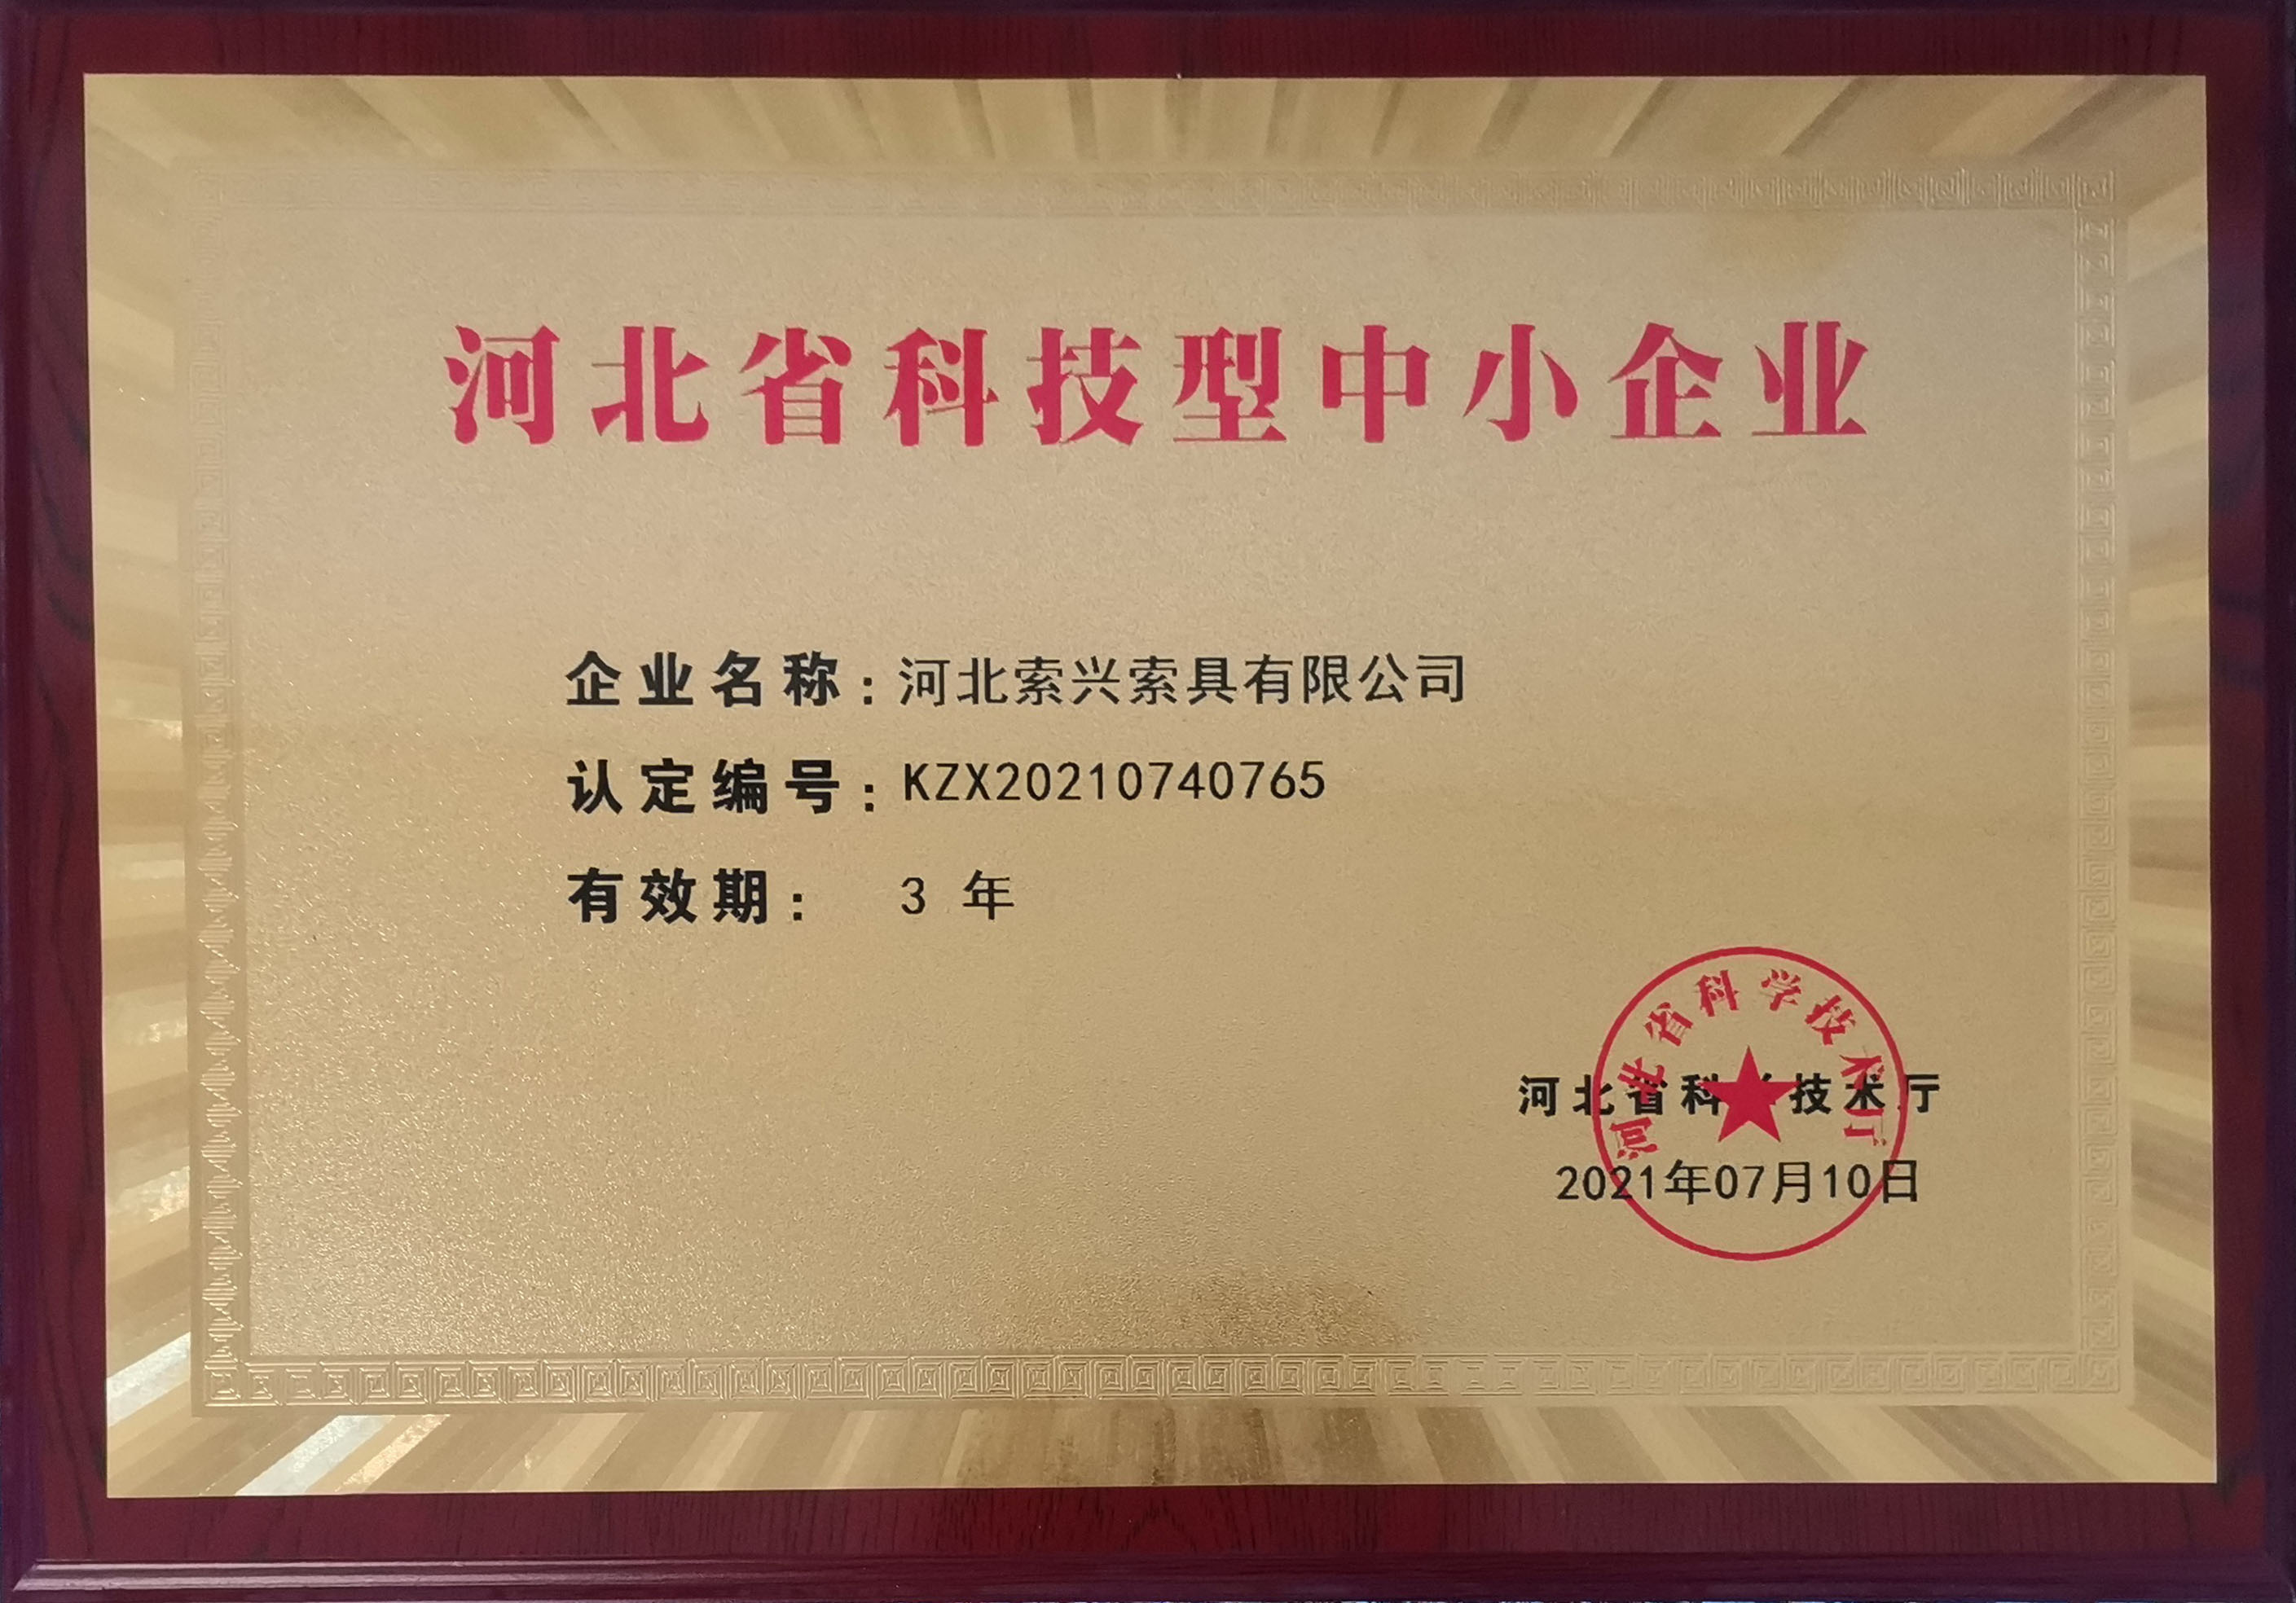 河北省科技型中小企业
企业名称：河北索兴索具有限公司
认定编号：KZX20210740765
有效期： 3 年
河北省科学技术厅
河北省科学技术厅
2021年07月10日